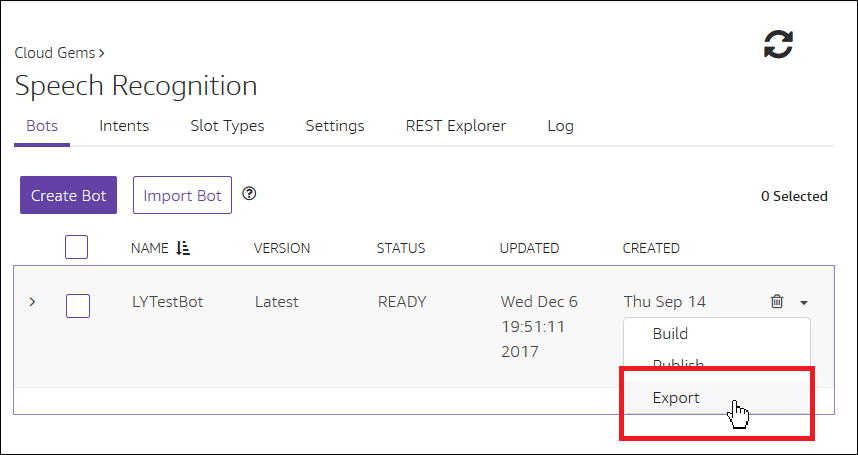 Cloud Gems >
Speech Recognition
Bots Intents Slot Types Settings REST Explorer Log
Create Bot Import Bot ? 0 Selected
NAME VERSION STATUS UPDATED CREATED
> LYTestBot Latest READY Wed Dec 6 Thu Sep 14
19:51:11
2017
Build
Publish
Export